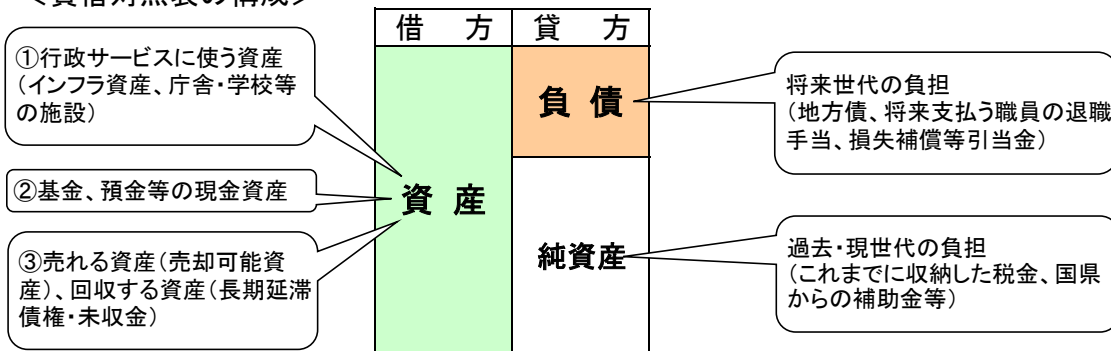 <貸借対照表の構成>
借　方　貸　方
①行政サービスに使う資産
(インフラ資産、庁舎・学校等
の施設)
②基金、預金等の現金資産
③売れる資産(売却可能資
産)、回収する資産(長期延滞
債権・未収金)
資 産
負 債
純資産
将来世代の負担
(地方債、将来支払う職員の退職
手当、損失補償等引当金)
過去・現世代の負担
(これまでに収納した税金、国県
からの補助金等)